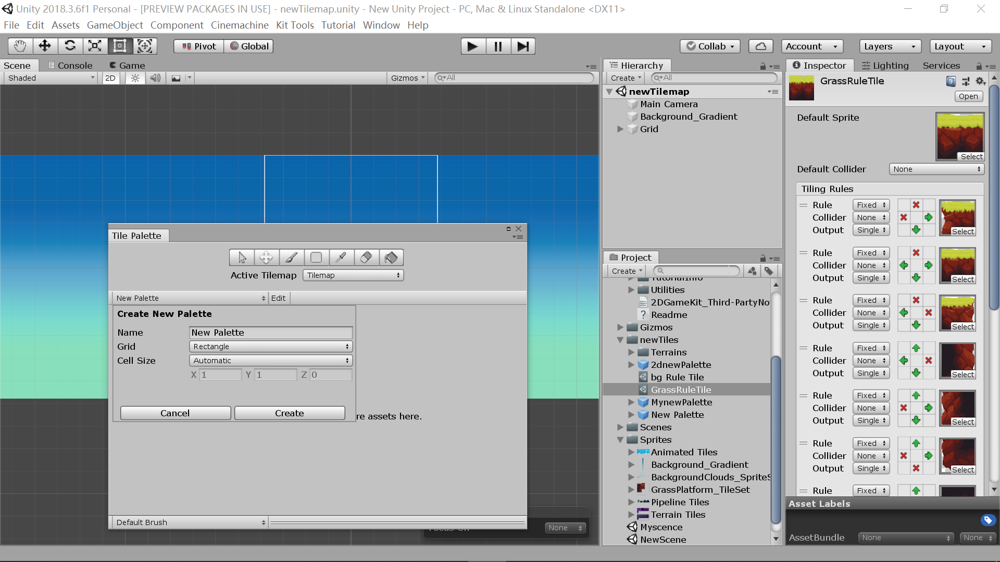 Unity 2018.3.6f1 Personal - [PREVIEW PACKAGES IN USE] - newTilemap.unity - New Unity Project - PC, Mac & Linux Standalone <DX11>
File Edit Assets GameObject Component Cinemachine Kit Tools Tutorial Window Help
Pivot Global Collab Account Layers Layout
Scene Console Game
Shaded 2D Gizmos All
Tile Palette
Active Tilemap Tilemap
New Palette Edit
Create New Palette
Name New Palette
Grid Rectangle
Cell Size Automatic
X 1 Y 1 Z 0
Cancel Create
re assets here.
Default Brush
None
Hierarchy
Create All
newTilemap
Main Camera
Background_Gradient
Grid
Project
Create
TutorialInfo
Utilities
2DGameKit_Third-PartyNo
? Readme
Gizmos
newTiles
Terrains
2dnewPalette
bg Rule Tile
GrassRuleTile
MynewPalette
New Palette
Scenes
Sprites
Animated Tiles
Background_Gradient
BackgroundClouds_SpriteS
GrassPlatform_TileSet
Pipeline Tiles
Terrain Tiles
Myscence
NewScene
Inspector Lighting Services
GrassRuleTile
Open
Default Sprite
Select
Default Collider None
Tiling Rules
Rule Fixed
Collider None
Output Single
Select
Rule Fixed
Collider None
Output Single
Select
Rule Fixed
Collider None
Output Single
Select
Rule Fixed
Collider None
Output Single
Select
Rule Fixed
Collider None
Output Single
Select
Rule Fixed
Collider None
Output Single
Select
Rule Fixed
Asset Labels
AssetBundle None None